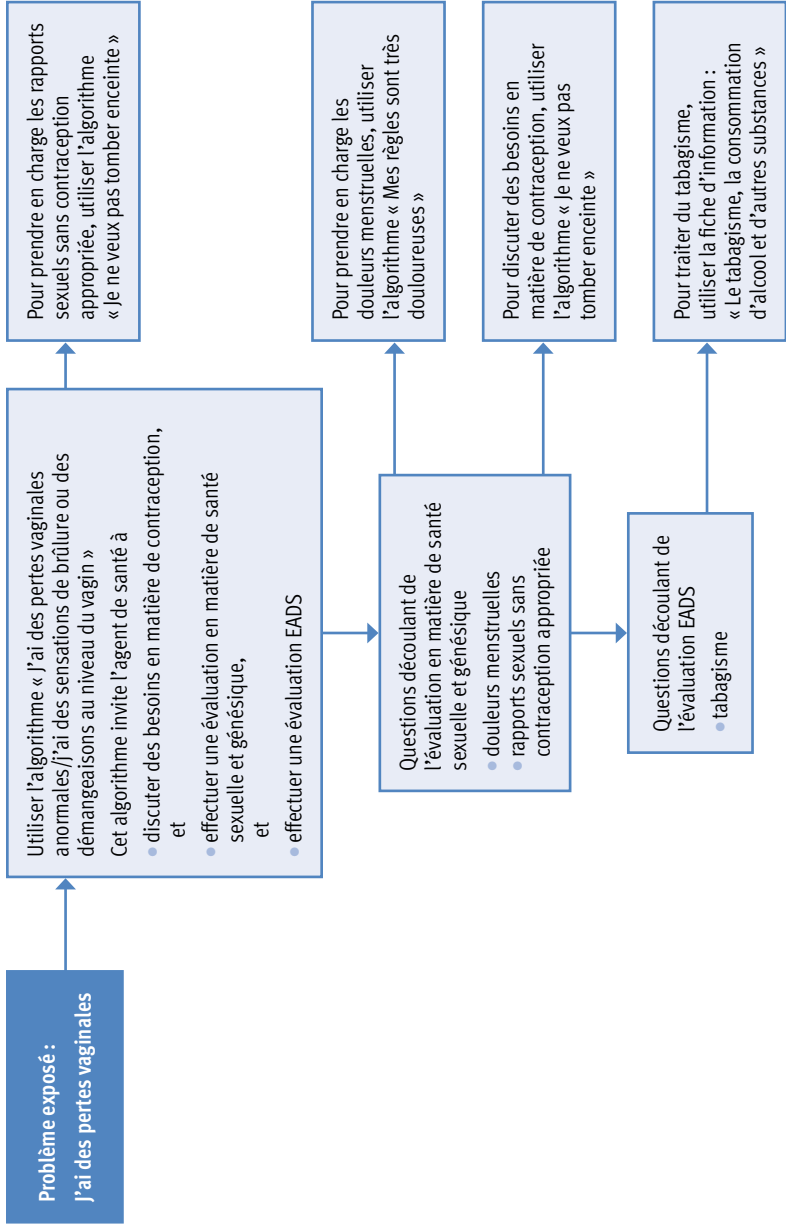 Problème exposé :
J'ai des pertes vaginales
Utiliser l'algorithme « J'ai des pertes vaginales
anormales/j'ai des sensations de brûlure ou des
démangeaisons au niveau du vagin »
Cet algorithme invite l'agent de santé à
• discuter des besoins en matière de contraception,
et
• effectuer une évaluation en matière de santé
sexuelle et génésique,
et
• effectuer une évaluation EADS
Pour prendre en charge les rapports
sexuels sans contraception
appropriée, utiliser l'algorithme
« Je ne veux pas tomber enceinte »
Questions découlant de
l'évaluation en matière de santé
sexuelle et génésique
• douleurs menstruelles
• rapports sexuels sans
contraception appropriée
Pour prendre en charge les
douleurs menstruelles, utiliser
l'algorithme « Mes règles sont très
douloureuses »
Pour discuter des besoins en
matière de contraception, utiliser
l'algorithme « Je ne veux pas
tomber enceinte »
Questions découlant de
l'évaluation EADS
• tabagisme
Pour traiter du tabagisme,
utiliser la fiche d'information :
« Le tabagisme, la consommation
d'alcool et d'autres substances »